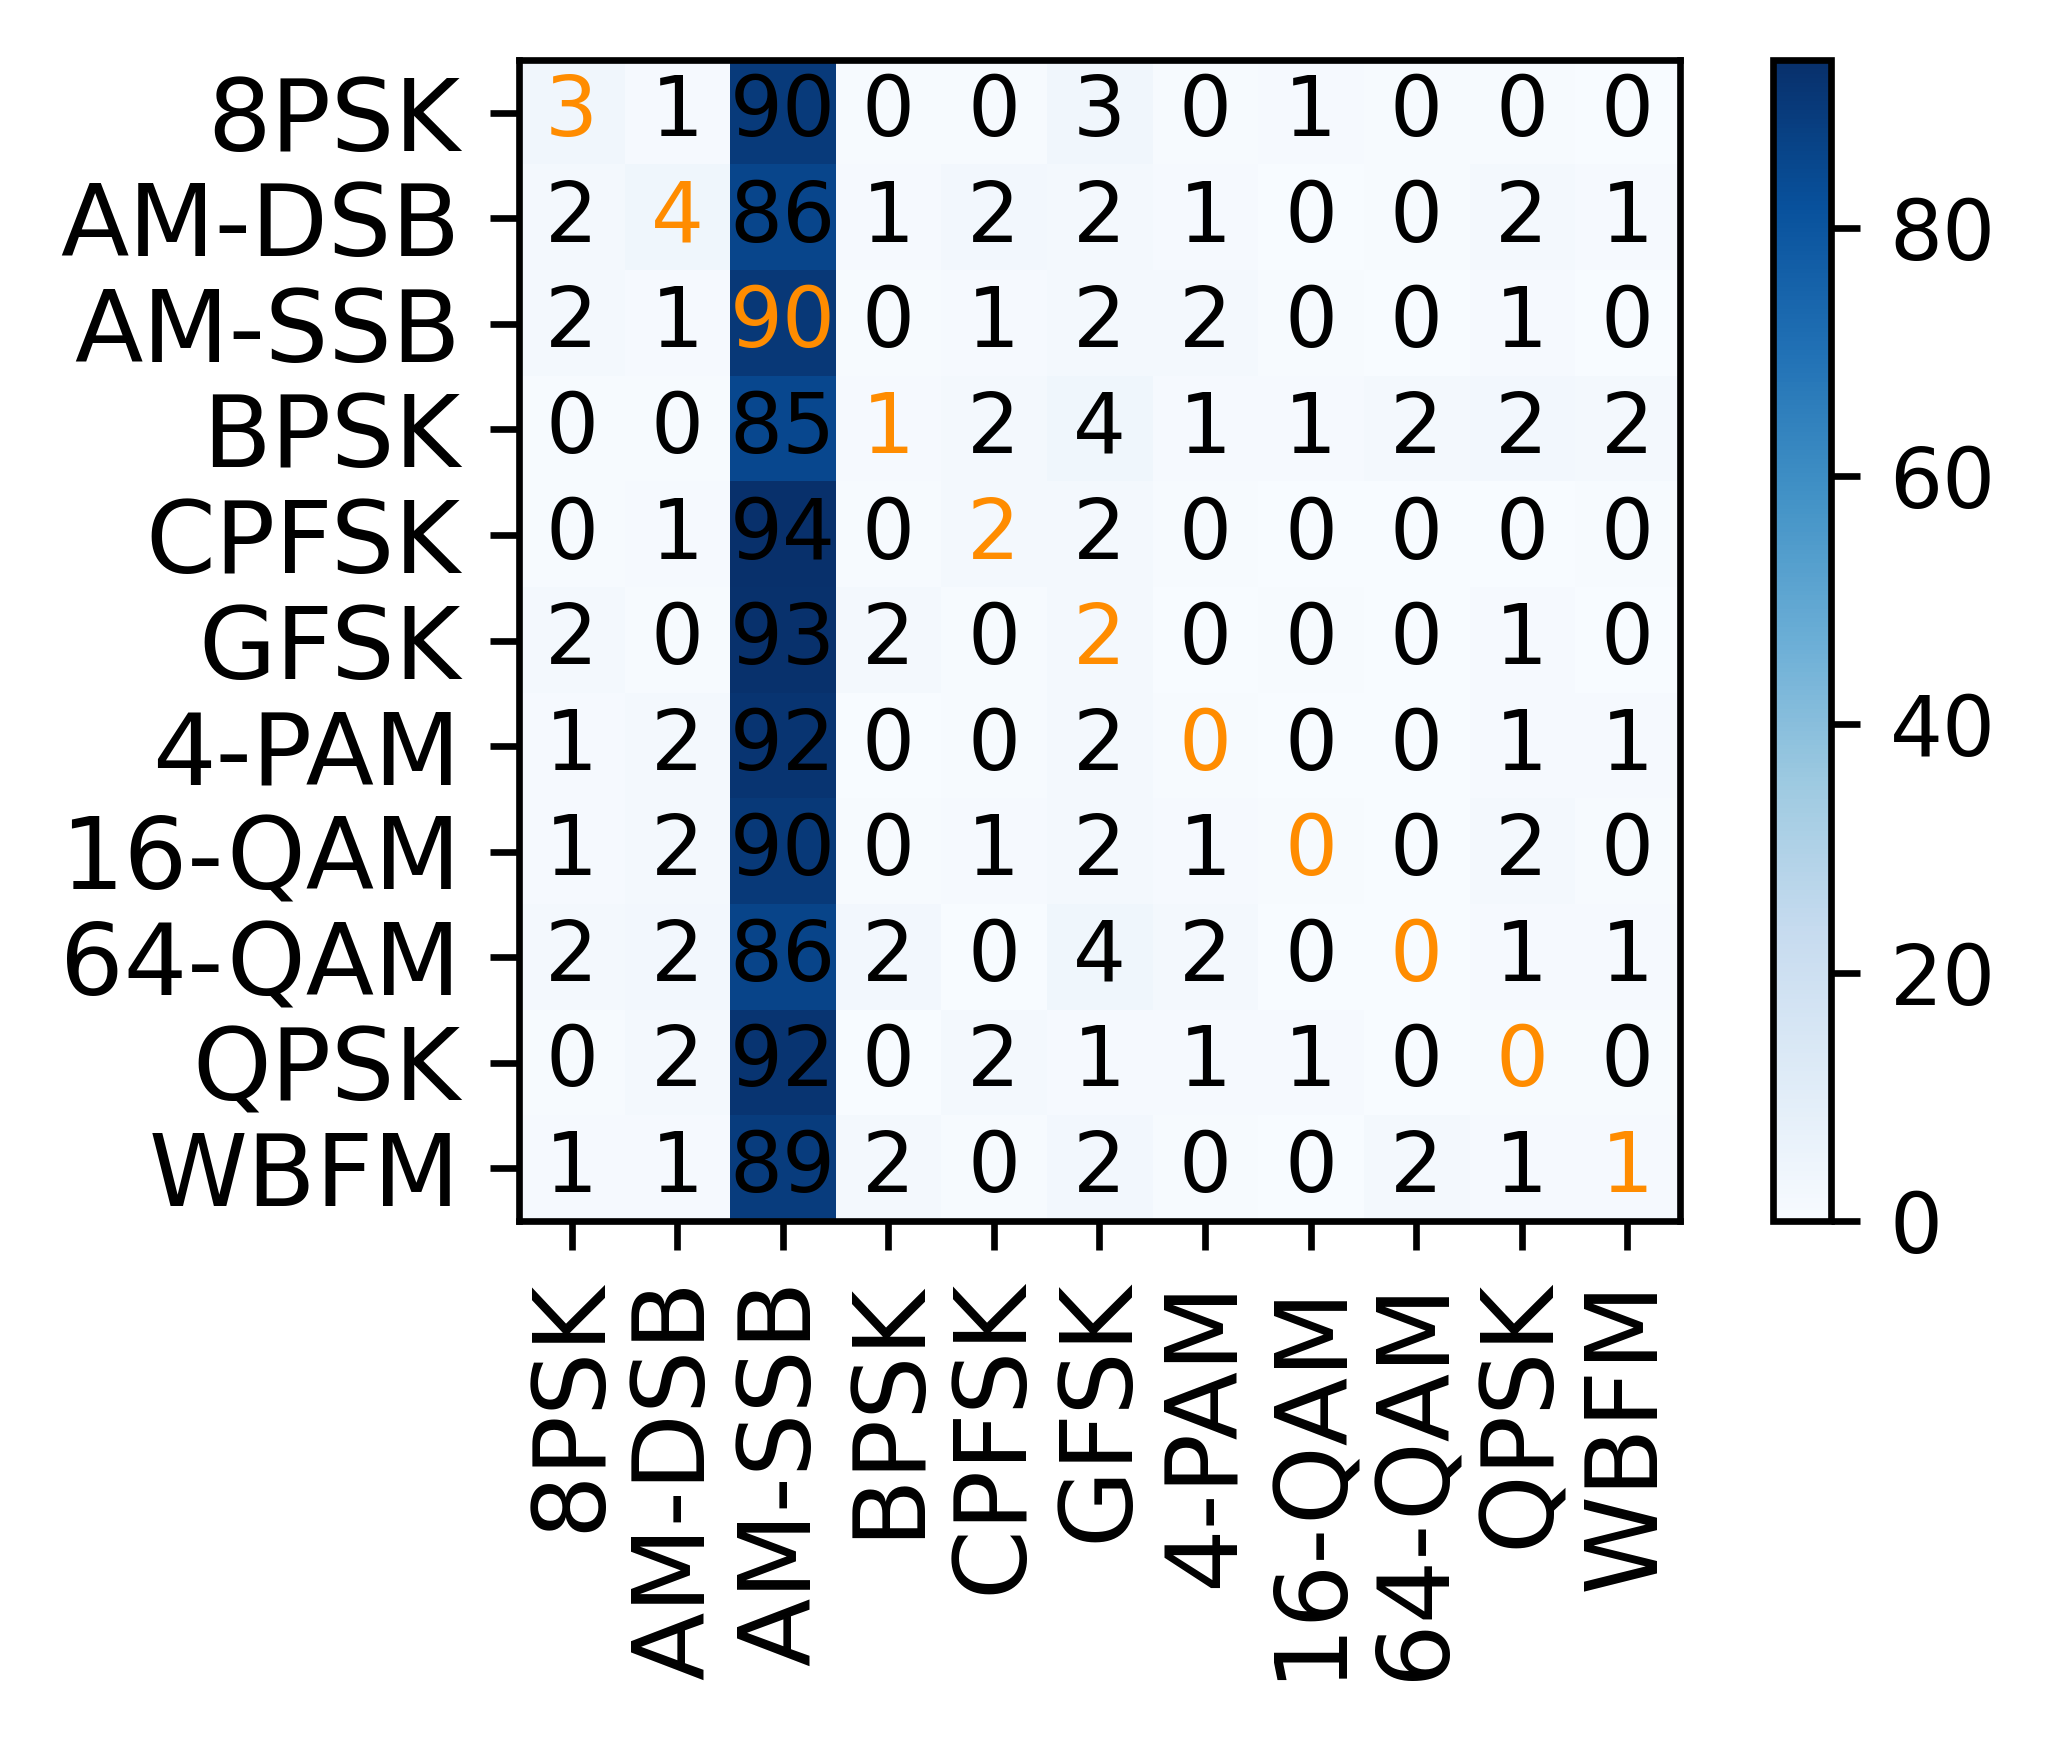 8PSK 3 1 90 0 0 3 0 1 0 0 0
AM-DSB 2 4 86 1 2 2 1 0 0 2 1
AM-SSB 2 1 90 0 1 2 2 0 0 1 0
BPSK 0 0 85 1 2 4 1 1 2 2 2
CPFSK 0 1 94 0 2 2 0 0 0 0 0
GFSK 2 0 93 2 0 2 0 0 0 1 0
4-PAM 1 2 92 0 0 2 0 0 0 1 1
16-QAM 1 2 90 0 1 2 1 0 0 2 0
64-QAM 2 2 86 2 0 4 2 0 0 1 1
QPSK 0 2 92 0 2 1 1 1 0 0 0
WBFM 1 1 89 2 0 2 0 0 2 1 1
8PSK
AM-DSB
AM-SSB
BPSK
CPFSK
GFSK
4-PAM
16-QAM
64-QAM
QPSK
WBFM
80
60
40
20
0